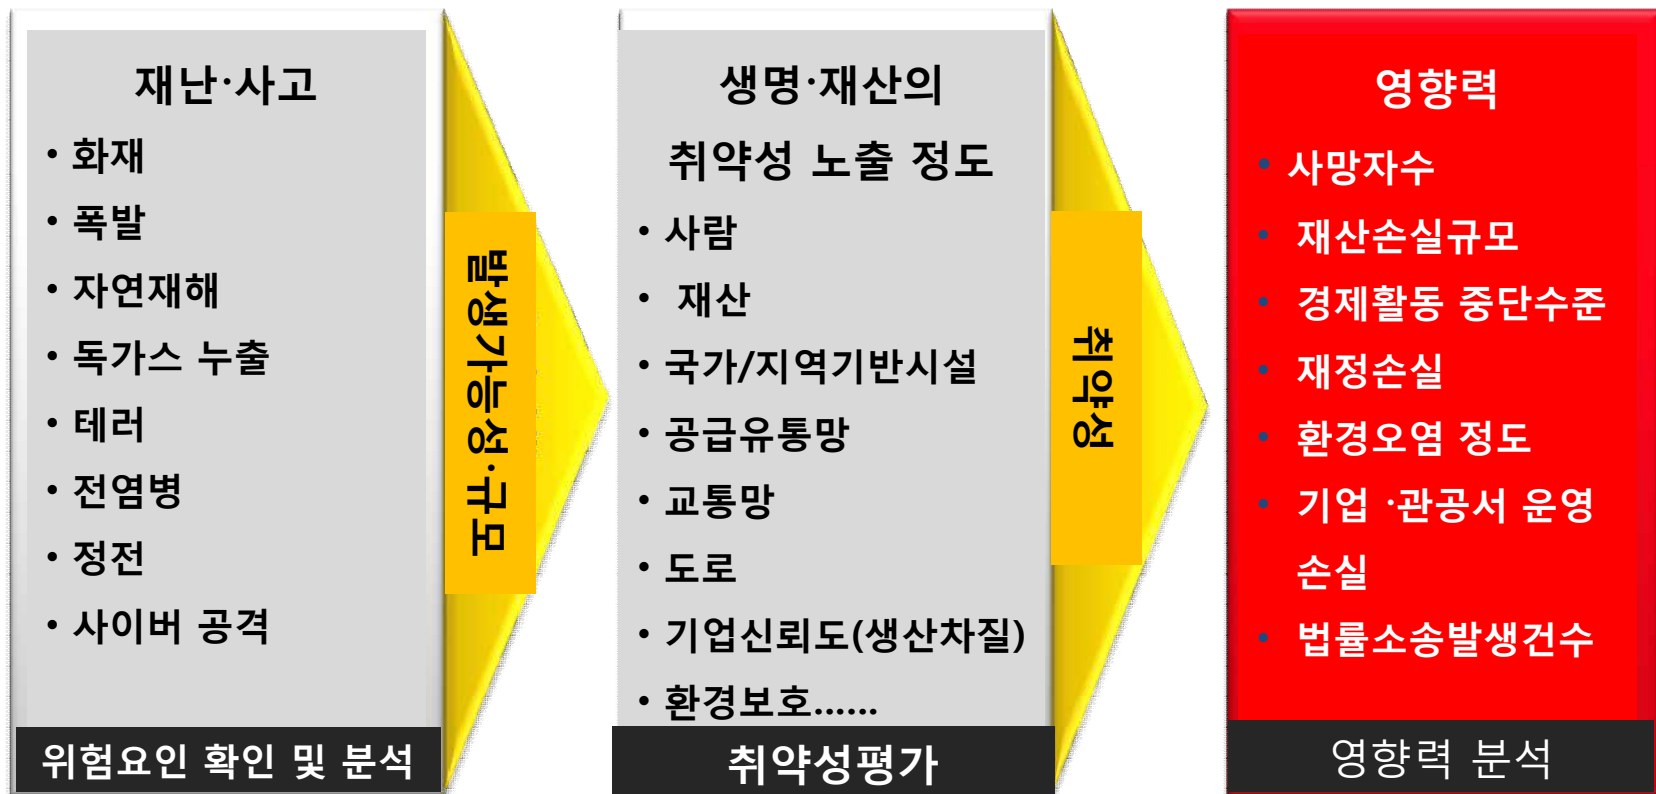 재난·사고
• 화재
• 폭발
• 자연재해
• 독가스 누출
• 테러
• 전염병
• 정전
• 사이버 공격
위험요인 확인 및 분석
발생가능성·규모
생명·재산의
취약성 노출 정도
• 사람
• 재산
• 국가/지역기반시설
• 공급유통망
• 교통망
• 도로
• 기업신뢰도(생산차질)
• 환경보호......
취약성평가
취약성
영향력
• 사망자수
• 재산손실규모
• 경제활동 중단수준
• 재정손실
• 환경오염 정도
• 기업 ·관공서 운영
손실
• 법률소송발생건수
영향력 분석